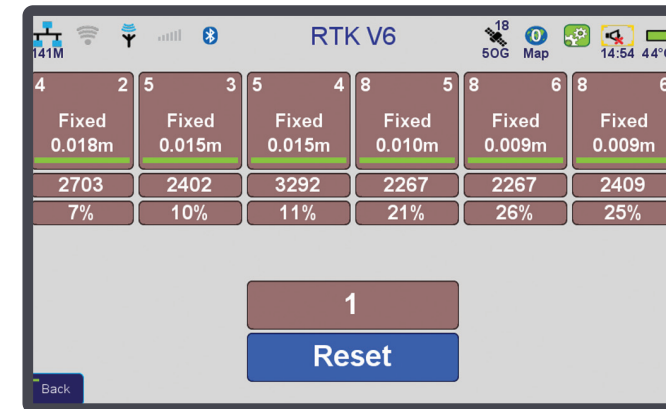 141M
RTK V6
18
50G
0
Map
14:54
44°
4 2 5 3 5 4 8 5 8 6 8 6
Fixed Fixed Fixed Fixed Fixed Fixed
0.018m 0.015m 0.015m 0.010m 0.009m 0.009m
2703 2402 3292 2267 2267 2409
7% 10% 11% 21% 26% 25%
1
Reset
Back